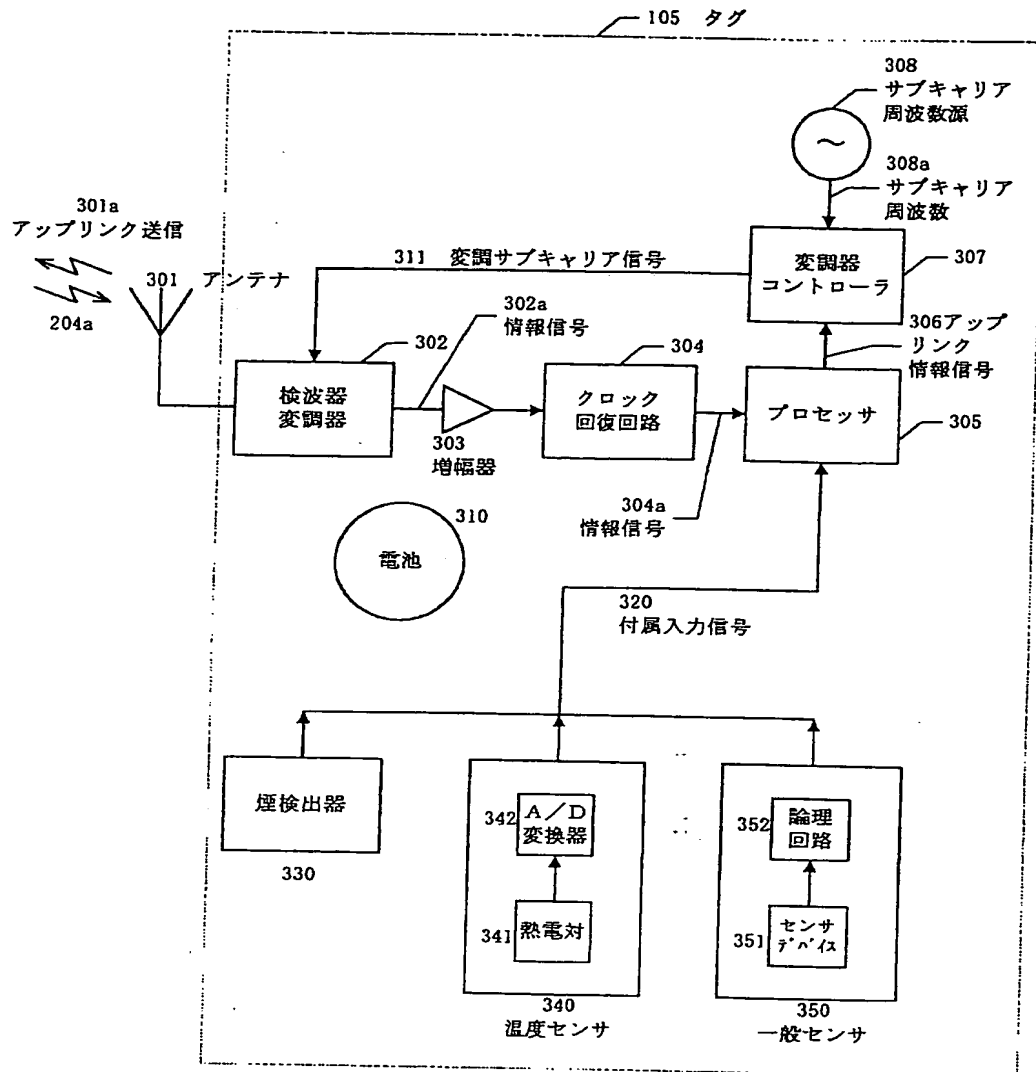 105 タグ
308
サブキャリア
周波数源
～
308a
サブキャリア
周波数
301a
アップリンク送信
301 アンテナ
204a
311 変調サブキャリア信号
変調器
コントローラ
307
302a
情報信号
306アップ
リンク
情報信号
302
検波器
変調器
303
増幅器
304
クロック
回復回路
プロセッサ
305
304a
情報信号
310
電池
320
付属入力信号
煙検出器
330
342
A/D
変換器
341
熱電対
340
温度センサ
352
論理
回路
351
センサ
デバイス
350
一般センサ